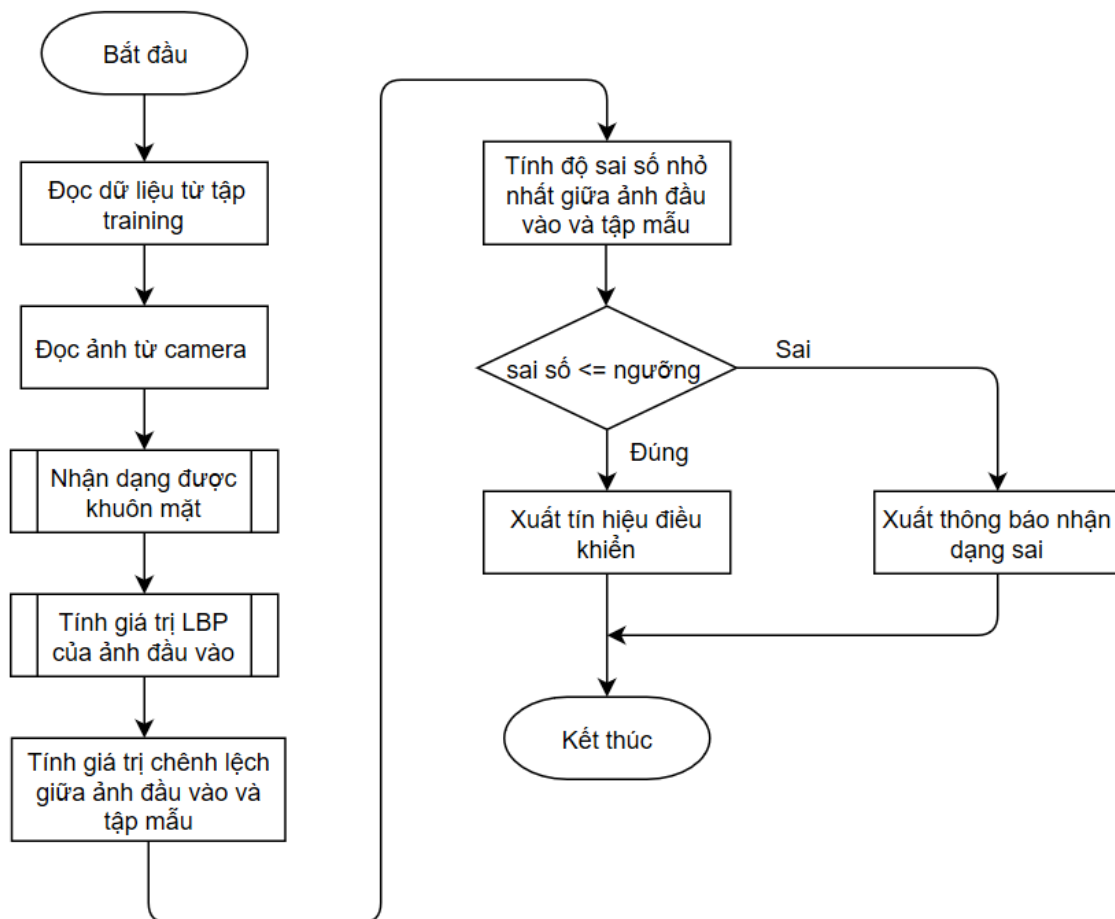 Bắt đầu
Đọc dữ liệu từ tập
training
Đọc ảnh từ camera
Nhận dạng được
khuôn mặt
Tính giá trị LBP
của ảnh đầu vào
Tính giá trị chênh lệch
giữa ảnh đầu vào và
tập mẫu
Tính độ sai số nhỏ
nhất giữa ảnh đầu
vào và tập mẫu
sai số <= ngưỡng
Sai
Đúng
Xuất tín hiệu điều
khiển
Xuất thông báo nhận
dạng sai
Kết thúc